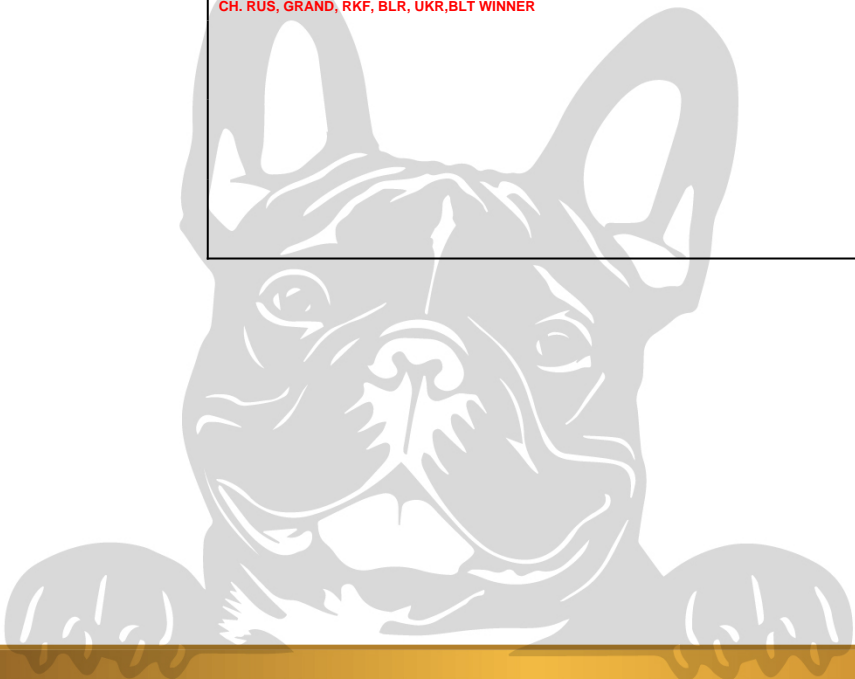 CH. RUS, GRAND, RKF, BLR, UKR,BLT WINNER